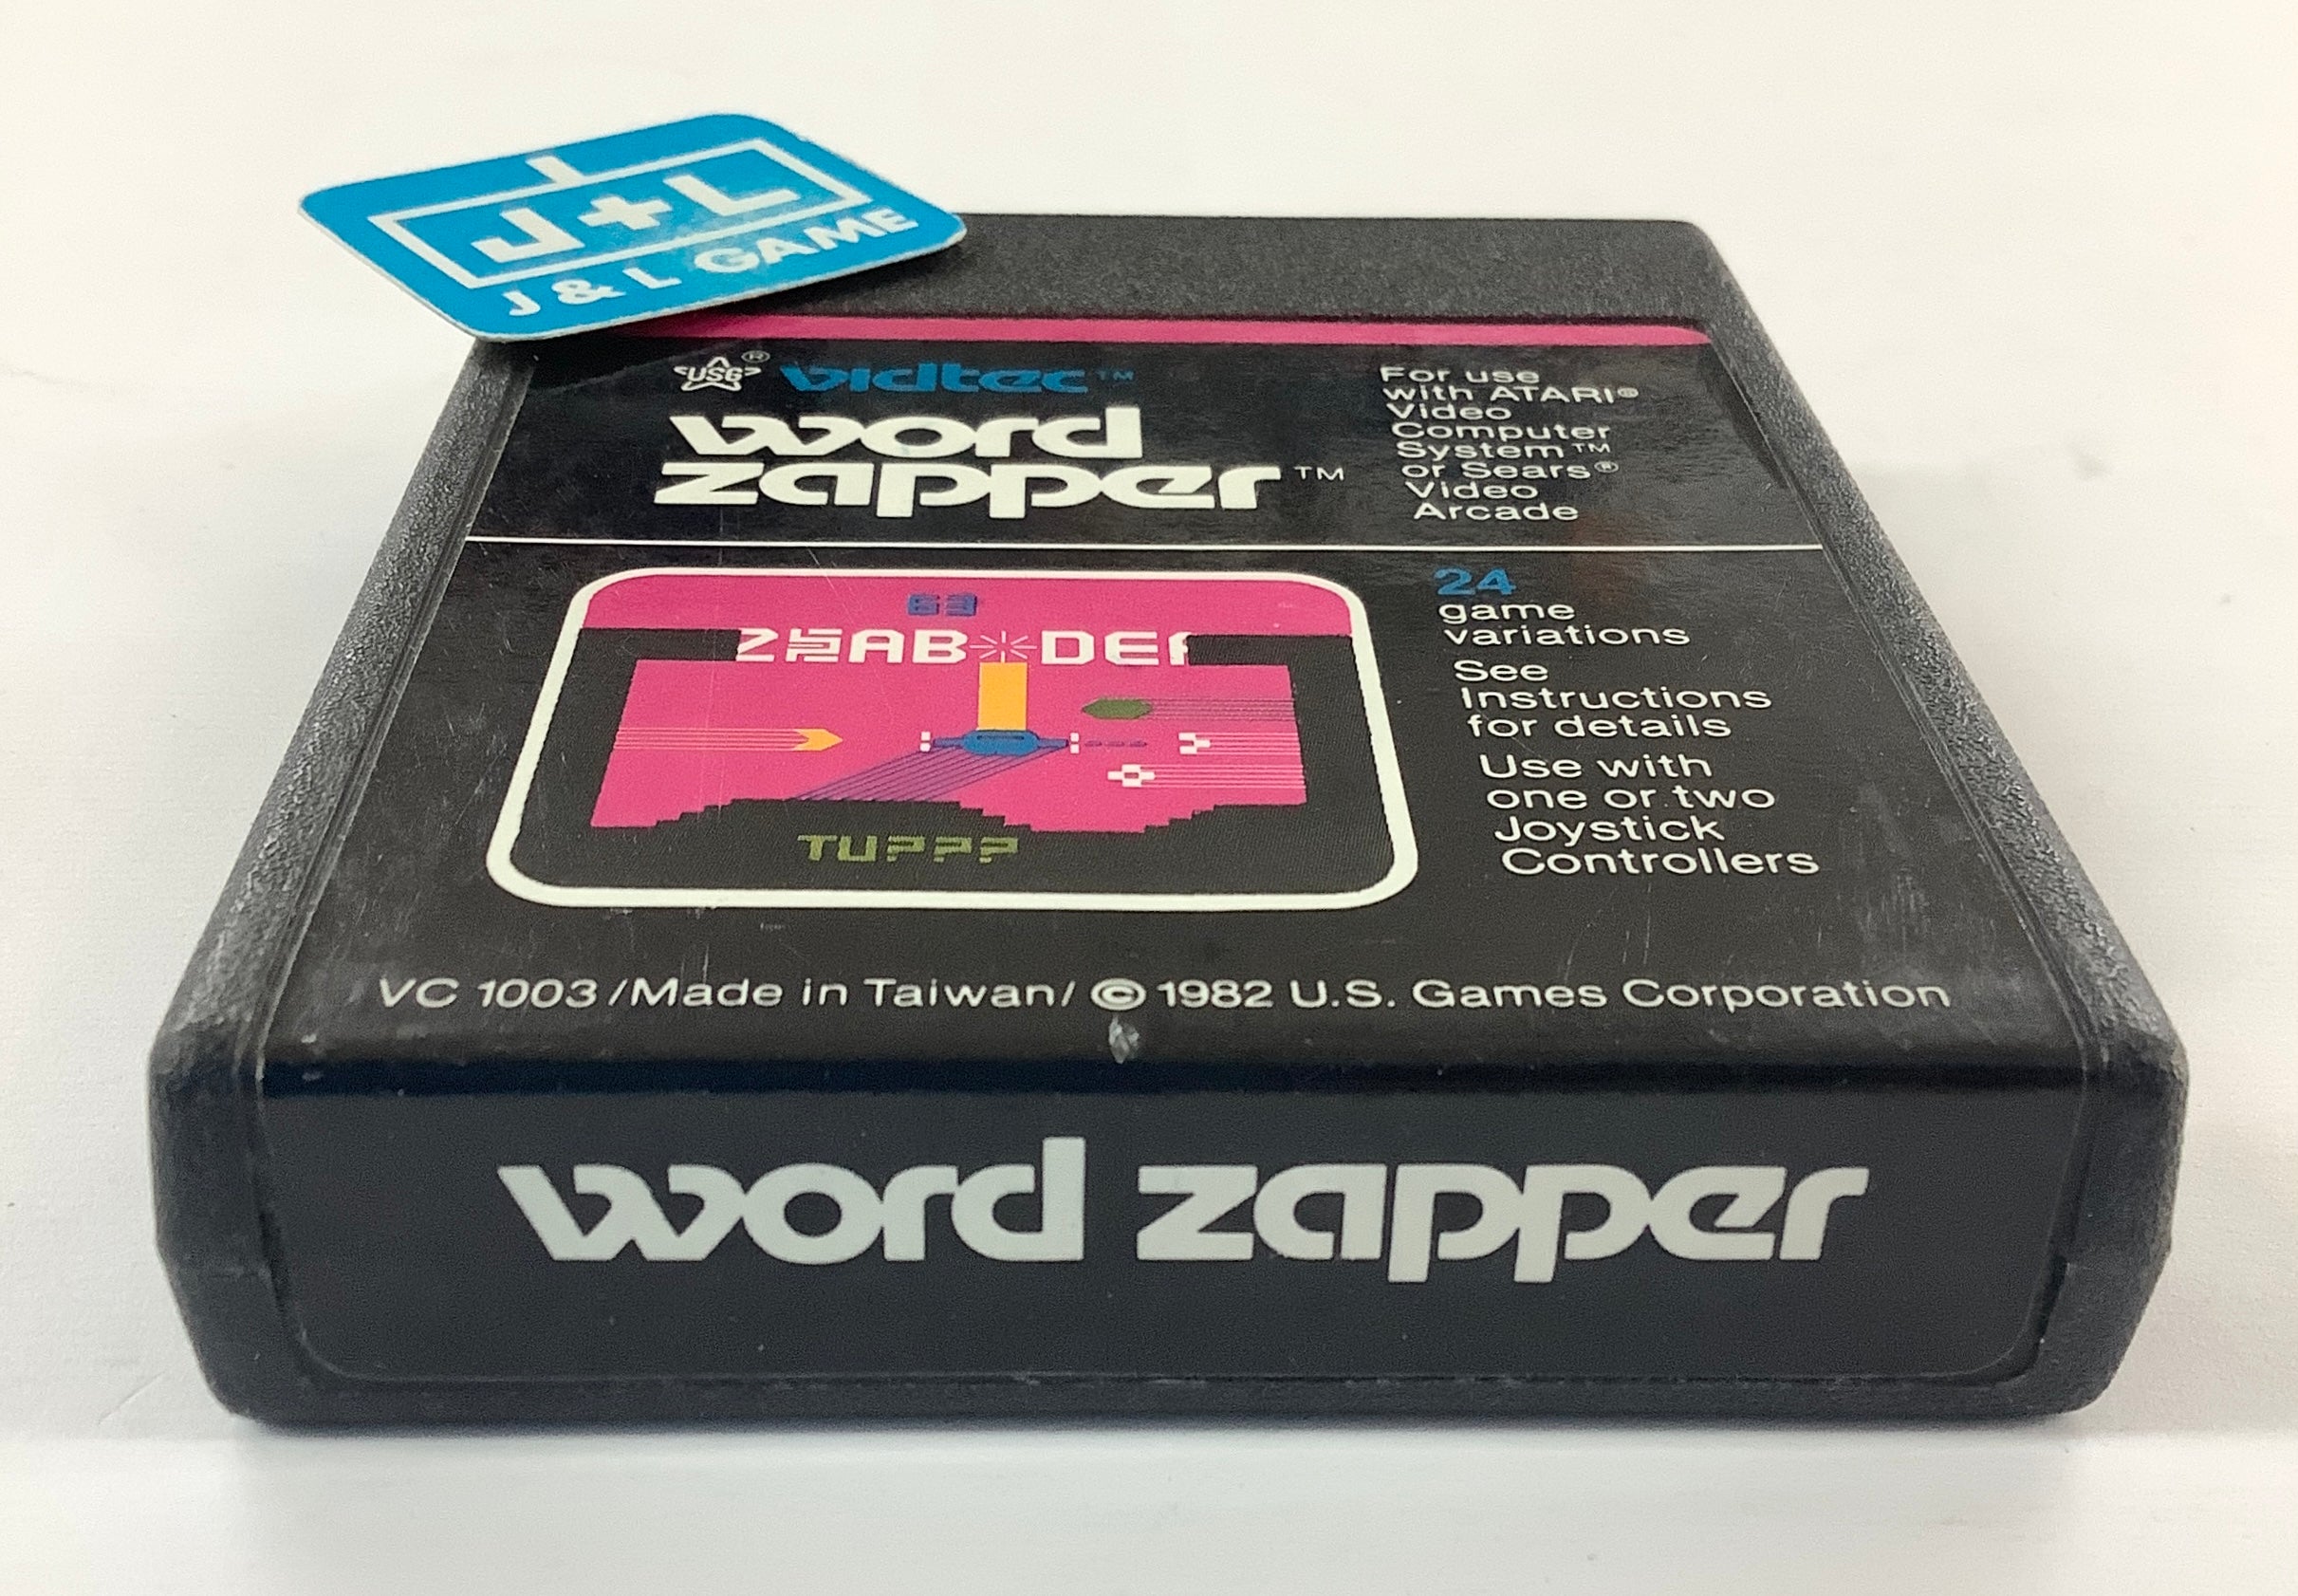 J+L
J & L GAME
USG® vidtec™
word
zapper™
For use
with ATARI®
Video
Computer
System™
or Sears®
Video
Arcade
63
AB DEF
TU???
24
game
variations
See
Instructions
for details
Use with
one or two
Joystick
Controllers
VC 1003 /Made in Taiwan/ © 1982 U.S. Games Corporation
word zapper